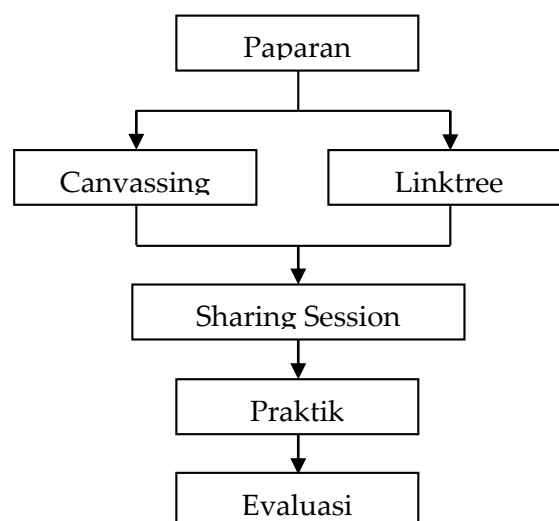 Paparan
Canvassing
Linktree
Sharing Session
Praktik
Evaluasi